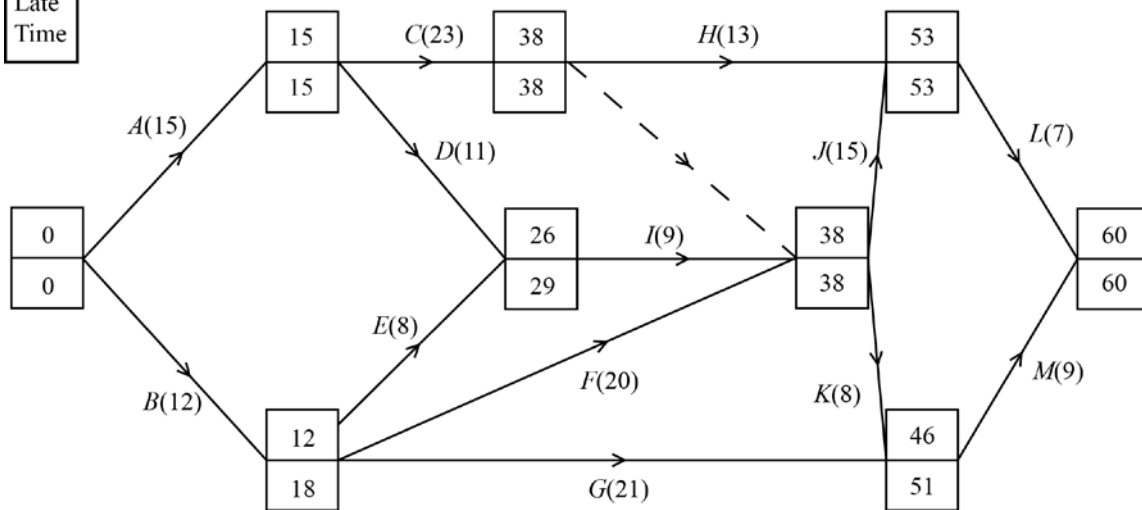 Late
Time
15
15
C(23)
38
38
H(13)
53
53
A(15)
D(11)
J(15)
L(7)
0
0
26
29
I(9)
38
38
60
60
E(8)
F(20)
K(8)
M(9)
B(12)
12
18
G(21)
46
51